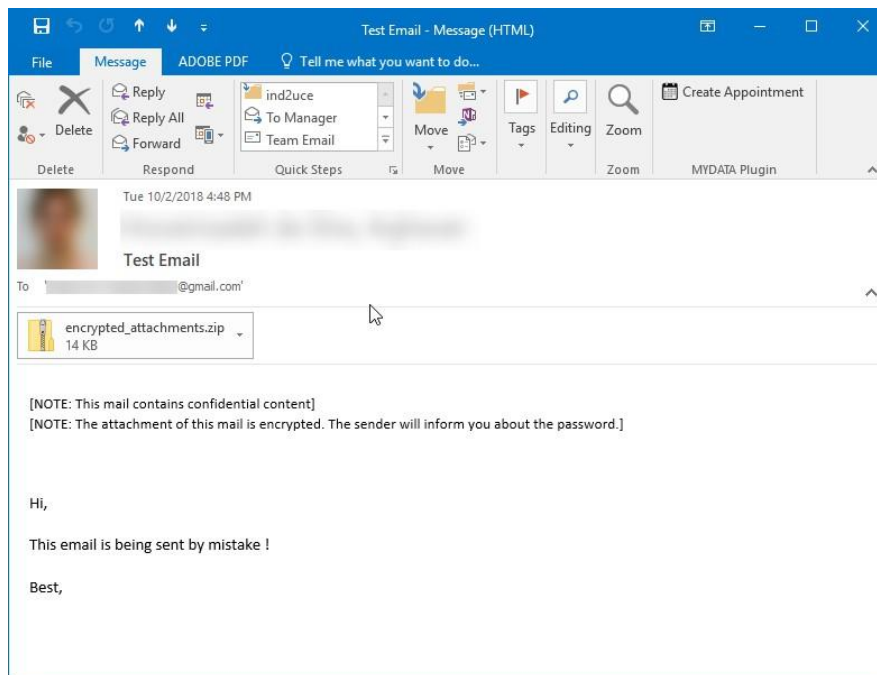 Test Email - Message (HTML)
File Message ADOBE PDF Tell me what you want to do...
Delete
Reply
Reply All
Forward
ind2uce
To Manager
Team Email
Move
Tags
Editing
Zoom
Create Appointment
Delete Respond Quick Steps Move Zoom MYDATA Plugin
Tue 10/2/2018 4:48 PM
Test Email
To ' @gmail.com'
encrypted_attachments.zip
14 KB
[NOTE: This mail contains confidential content]
[NOTE: The attachment of this mail is encrypted. The sender will inform you about the password.]
Hi,
This email is being sent by mistake !
Best,